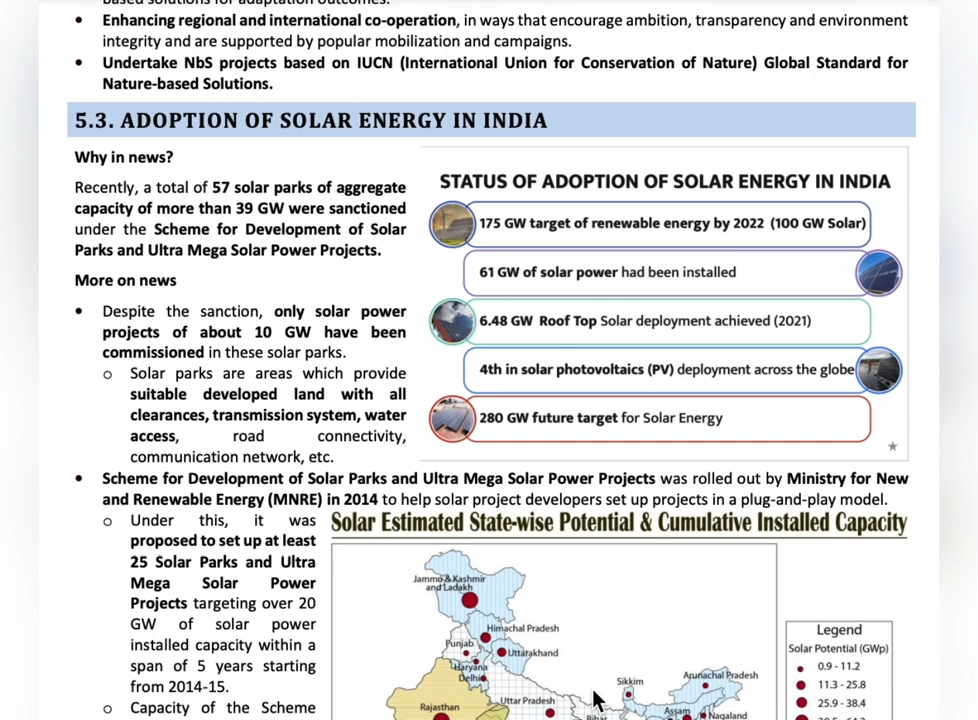 based solutions for adaptation outcomes.
• Enhancing regional and international co-operation, in ways that encourage ambition, transparency and environment
integrity and are supported by popular mobilization and campaigns.
• Undertake NbS projects based on IUCN (International Union for Conservation of Nature) Global Standard for
Nature-based Solutions.
5.3. ADOPTION OF SOLAR ENERGY IN INDIA
Why in news?
Recently, a total of 57 solar parks of aggregate
capacity of more than 39 GW were sanctioned
under the Scheme for Development of Solar
Parks and Ultra Mega Solar Power Projects.
More on news
• Despite the sanction, only solar power
projects of about 10 GW have been
commissioned in these solar parks.
o Solar parks are areas which provide
suitable developed land with all
clearances, transmission system, water
access, road connectivity,
communication network, etc.
STATUS OF ADOPTION OF SOLAR ENERGY IN INDIA
175 GW target of renewable energy by 2022 (100 GW Solar)
61 GW of solar power had been installed
6.48 GW Roof Top Solar deployment achieved (2021)
4th in solar photovoltaics (PV) deployment across the globe
280 GW future target for Solar Energy
• Scheme for Development of Solar Parks and Ultra Mega Solar Power Projects was rolled out by Ministry for New
and Renewable Energy (MNRE) in 2014 to help solar project developers set up projects in a plug-and-play model.
o Under this, it was
proposed to set up at least
25 Solar Parks and Ultra
Mega Solar Power
Projects targeting over 20
GW of solar power
installed capacity within a
span of 5 years starting
from 2014-15.
o Capacity of the Scheme
Solar Estimated State-wise Potential & Cumulative Installed Capacity
Jammu & Kashmir
and Ladakh
Himachal Pradesh
Punjab
Uttarakhand
Haryana
Delhi
Rajasthan
Uttar Pradesh
Bihar
Sikkim
Arunachal Pradesh
Assam
Nagaland
Legend
Solar Potential (GWp)
0.9 - 11.2
11.3 - 25.8
25.9 - 38.4